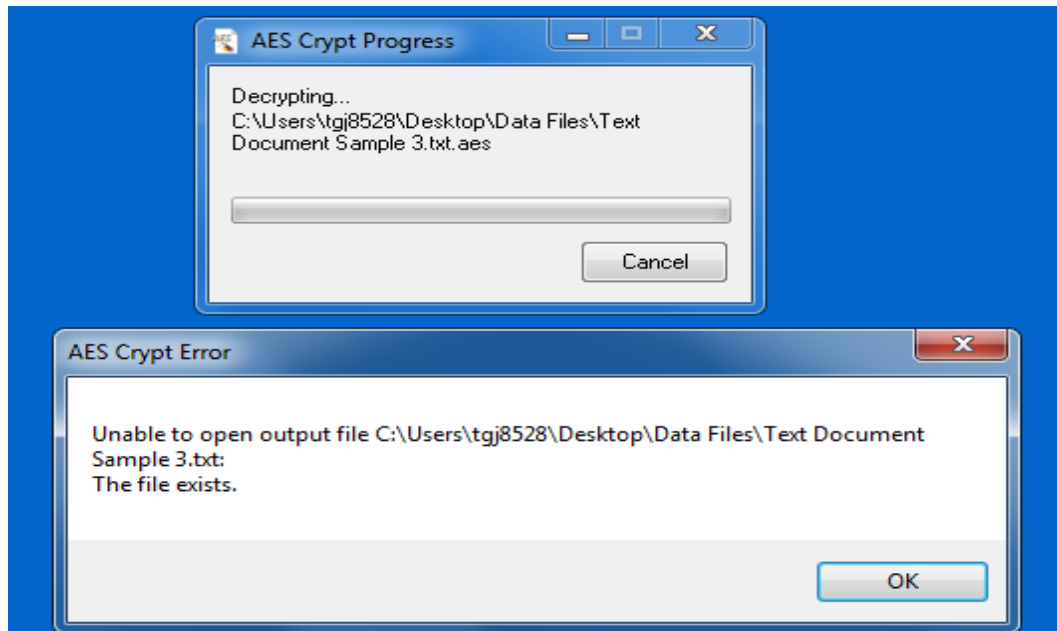 AES Crypt Progress
Decrypting...
C:\Users\tgj8528\Desktop\Data Files\Text
Document Sample 3.txt.aes
Cancel
AES Crypt Error
Unable to open output file C:\Users\tgj8528\Desktop\Data Files\Text Document
Sample 3.txt:
The file exists.
OK